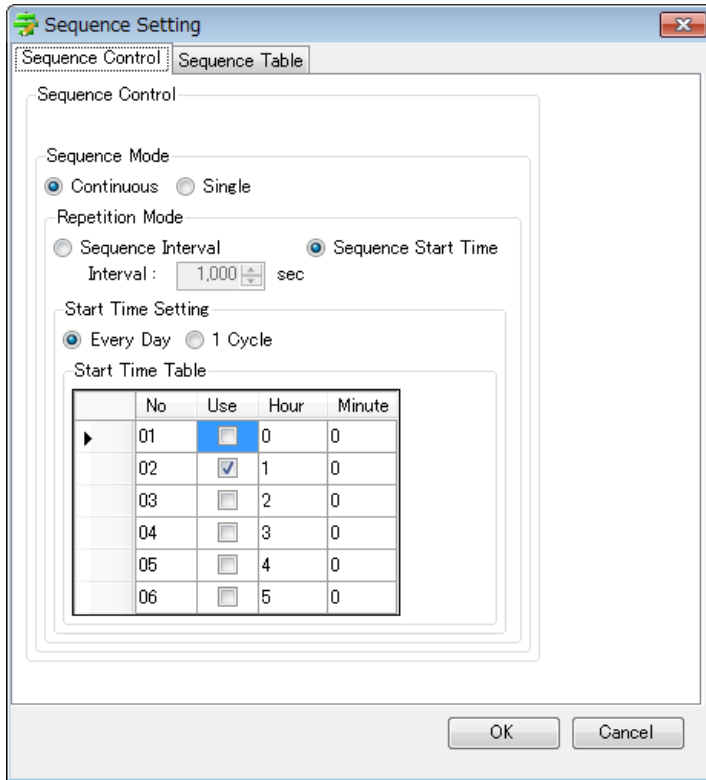 Sequence Setting
Sequence Control Sequence Table
Sequence Control
Sequence Mode
Continuous Single
Repetition Mode
Sequence Interval Sequence Start Time
Interval : 1,000 sec
Start Time Setting
Every Day 1 Cycle
Start Time Table
No Use Hour Minute
01 0 0
02 1 0
03 2 0
04 3 0
05 4 0
06 5 0
OK Cancel